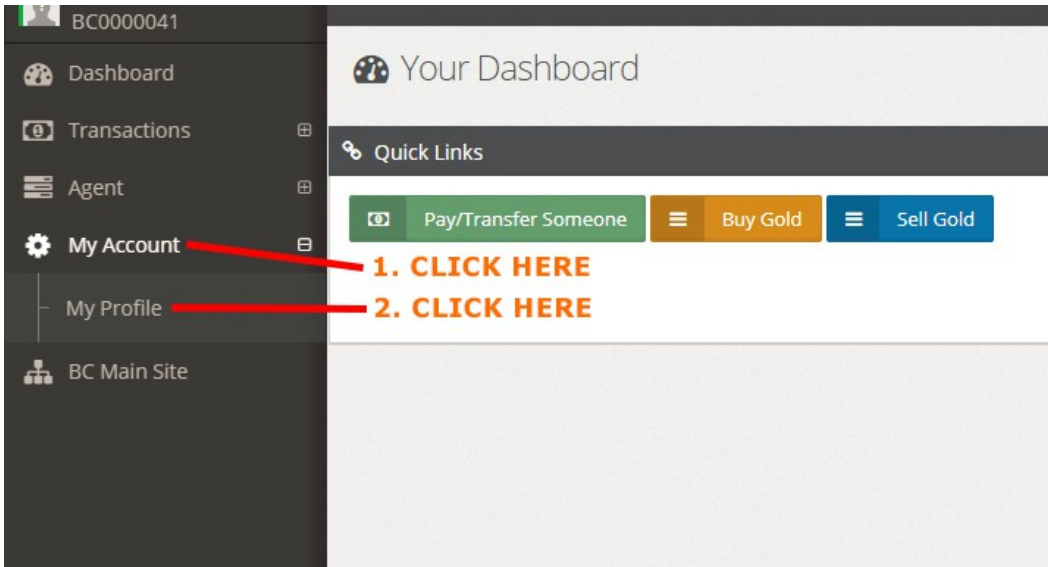 BC0000041
Dashboard
Transactions
Agent
My Account
My Profile
BC Main Site
Your Dashboard
Quick Links
Pay/Transfer Someone
Buy Gold
Sell Gold
1. CLICK HERE
2. CLICK HERE